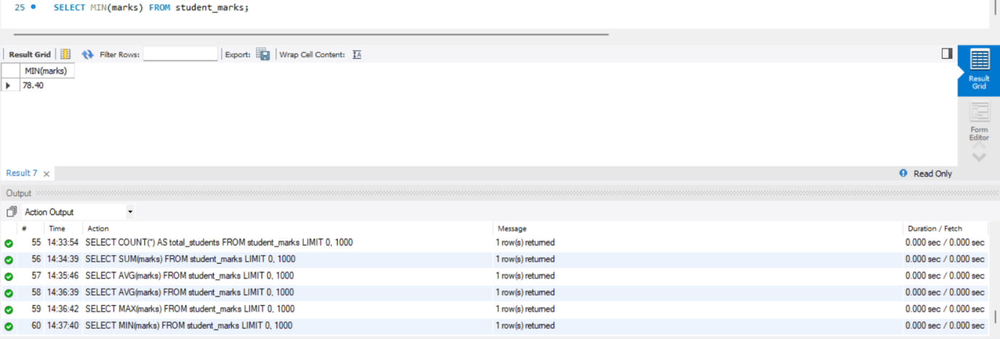 25 SELECT MIN(marks) FROM student_marks;
Result Grid Filter Rows: Export: Wrap Cell Content: IA
MIN(marks)
78.40
Result Grid
Form Editor
Result 7 × Read Only
Output
Action Output
# Time Action Message Duration / Fetch
55 14:33:54 SELECT COUNT(*) AS total_students FROM student_marks LIMIT 0, 1000 1 row(s) returned 0.000 sec / 0.000 sec
56 14:34:39 SELECT SUM(marks) FROM student_marks LIMIT 0, 1000 1 row(s) returned 0.000 sec / 0.000 sec
57 14:35:46 SELECT AVG(marks) FROM student_marks LIMIT 0, 1000 1 row(s) returned 0.000 sec / 0.000 sec
58 14:36:39 SELECT AVG(marks) FROM student_marks LIMIT 0, 1000 1 row(s) returned 0.000 sec / 0.000 sec
59 14:36:42 SELECT MAX(marks) FROM student_marks LIMIT 0, 1000 1 row(s) returned 0.000 sec / 0.000 sec
60 14:37:40 SELECT MIN(marks) FROM student_marks LIMIT 0, 1000 1 row(s) returned 0.000 sec / 0.000 sec